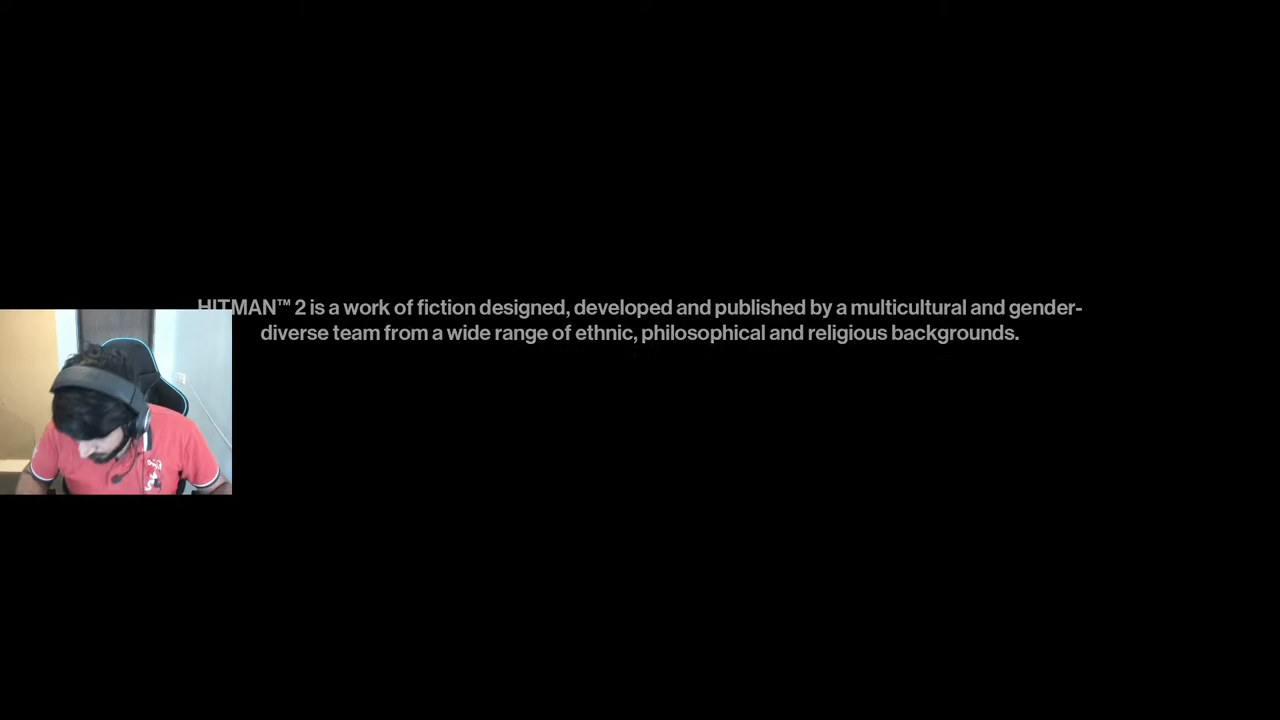 HITMAN™ 2 is a work of fiction designed, developed and published by a multicultural and gender-
diverse team from a wide range of ethnic, philosophical and religious backgrounds.